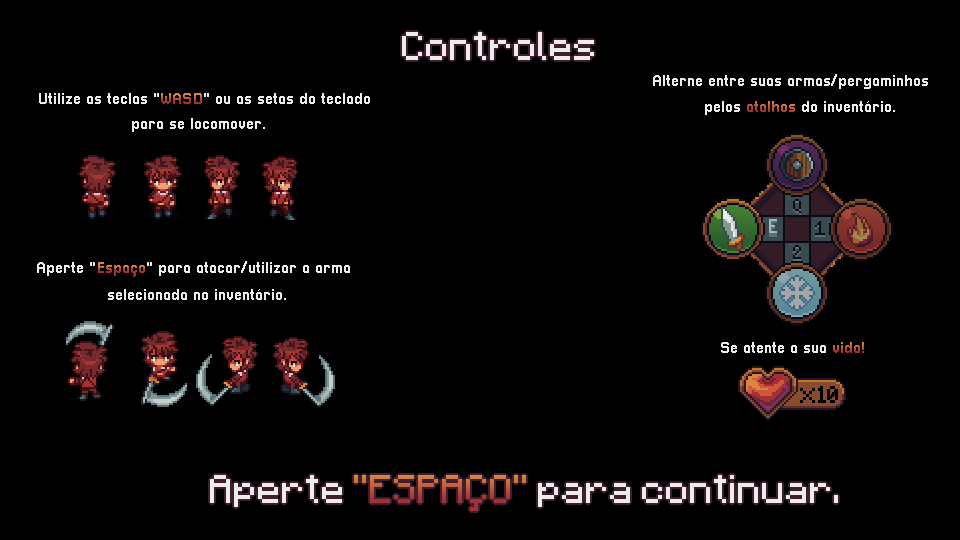 Controles
Utilize as teclas "WASD" ou as setas do teclado
para se locomover.
Aperte "Espaço" para atacar/utilizar a arma
selecionada no inventário.
Alterne entre suas armas/pergaminhos
pelos atalhos do inventário.
Q
E
1
2
Se atente a sua vida!
x10
Aperte "ESPAÇO" para continuar.